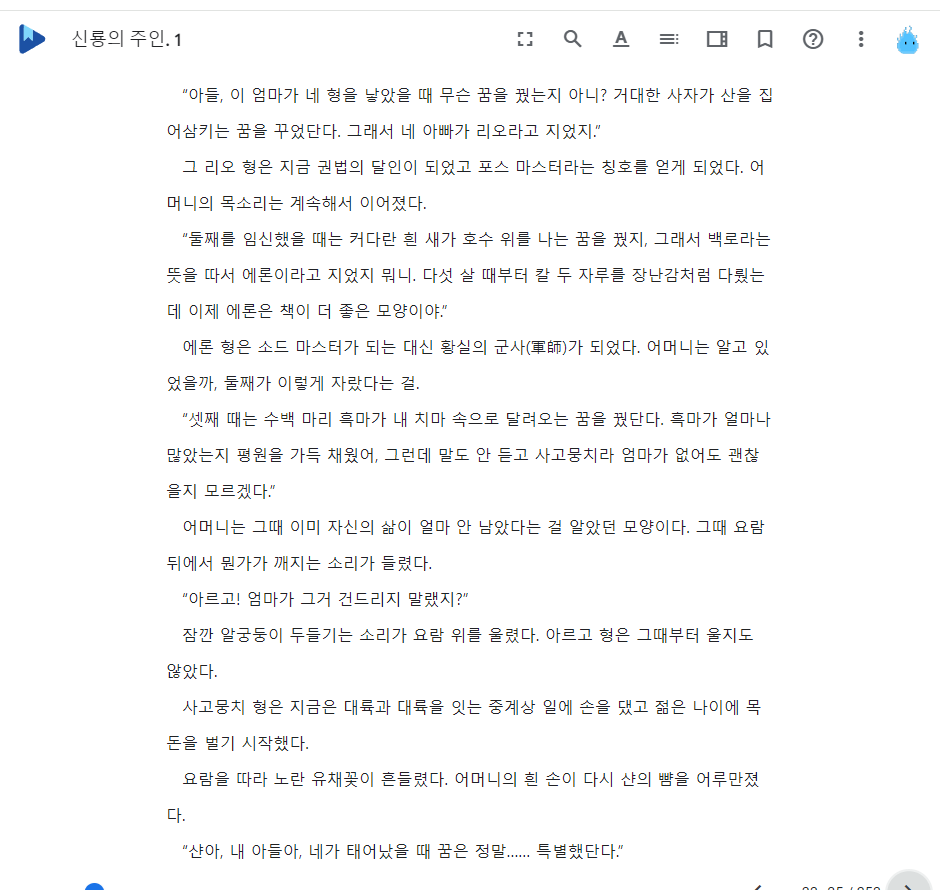 신룡의 주인. 1
“아들, 이 엄마가 네 형을 낳았을 때 무슨 꿈을 꿨는지 아니? 거대한 사자가 산을 집
어삼키는 꿈을 꾸었단다. 그래서 네 아빠가 리오라고 지었지.”
그 리오 형은 지금 권법의 달인이 되었고 포스 마스터라는 칭호를 얻게 되었다. 어
머니의 목소리는 계속해서 이어졌다.
“둘째를 임신했을 때는 커다란 흰 새가 호수 위를 나는 꿈을 꿨지, 그래서 백로라는
뜻을 따서 에론이라고 지었지 뭐니. 다섯 살 때부터 칼 두 자루를 장난감처럼 다뤘는
데 이제 에론은 책이 더 좋은 모양이야.”
에론 형은 소드 마스터가 되는 대신 황실의 군사(軍師)가 되었다. 어머니는 알고 있
었을까, 둘째가 이렇게 자랐다는 걸.
“셋째 때는 수백 마리 흑마가 내 치마 속으로 달려오는 꿈을 꿨단다. 흑마가 얼마나
많았는지 평원을 가득 채웠어, 그런데 말도 안 듣고 사고뭉치라 엄마가 없어도 괜찮
을지 모르겠다.”
어머니는 그때 이미 자신의 삶이 얼마 안 남았다는 걸 알았던 모양이다. 그때 요람
뒤에서 뭔가가 깨지는 소리가 들렸다.
“아르고! 엄마가 그거 건드리지 말랬지?”
잠깐 알궁둥이 두들기는 소리가 요람 위를 울렸다. 아르고 형은 그때부터 울지도
않았다.
사고뭉치 형은 지금은 대륙과 대륙을 잇는 중계상 일에 손을 댔고 젊은 나이에 목
돈을 벌기 시작했다.
요람을 따라 노란 유채꽃이 흔들렸다. 어머니의 흰 손이 다시 샨의 뺨을 어루만졌
다.
“샨아, 내 아들아, 네가 태어났을 때 꿈은 정말...... 특별했단다.”